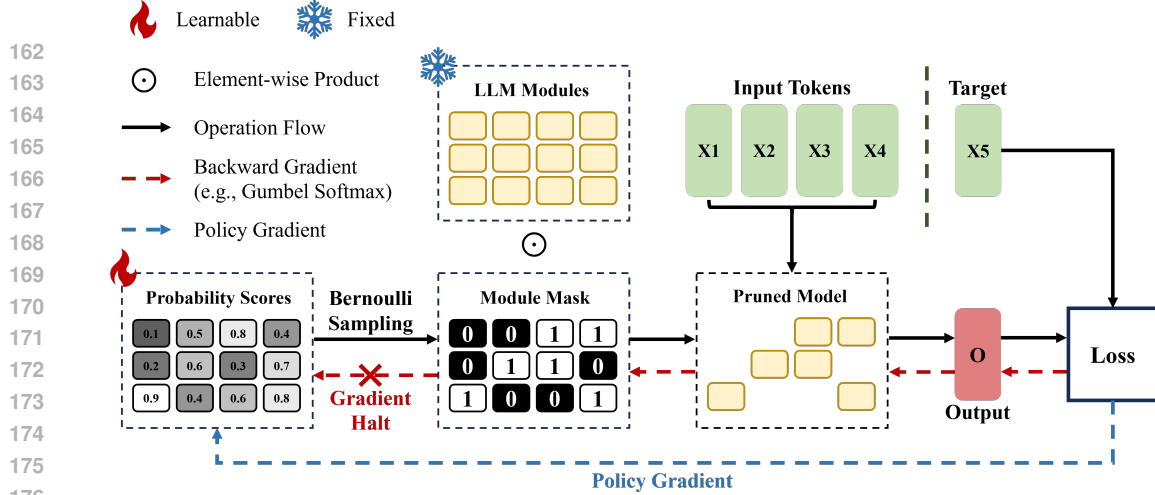 Learnable
Fixed
Element-wise Product
Operation Flow
Backward Gradient
(e.g., Gumbel Softmax)
Policy Gradient
162
163
164
165
166
167
168
169
170
171
172
173
174
175
LLM Modules
Input Tokens
X1 X2 X3 X4
Target
X5
Probability Scores
0.1 0.5 0.8 0.4
0.2 0.6 0.3 0.7
0.9 0.4 0.6 0.8
Bernoulli
Sampling
Gradient
Halt
Module Mask
0 0 1 1
0 1 1 0
1 0 0 1
Pruned Model
O
Output
Loss
Policy Gradient